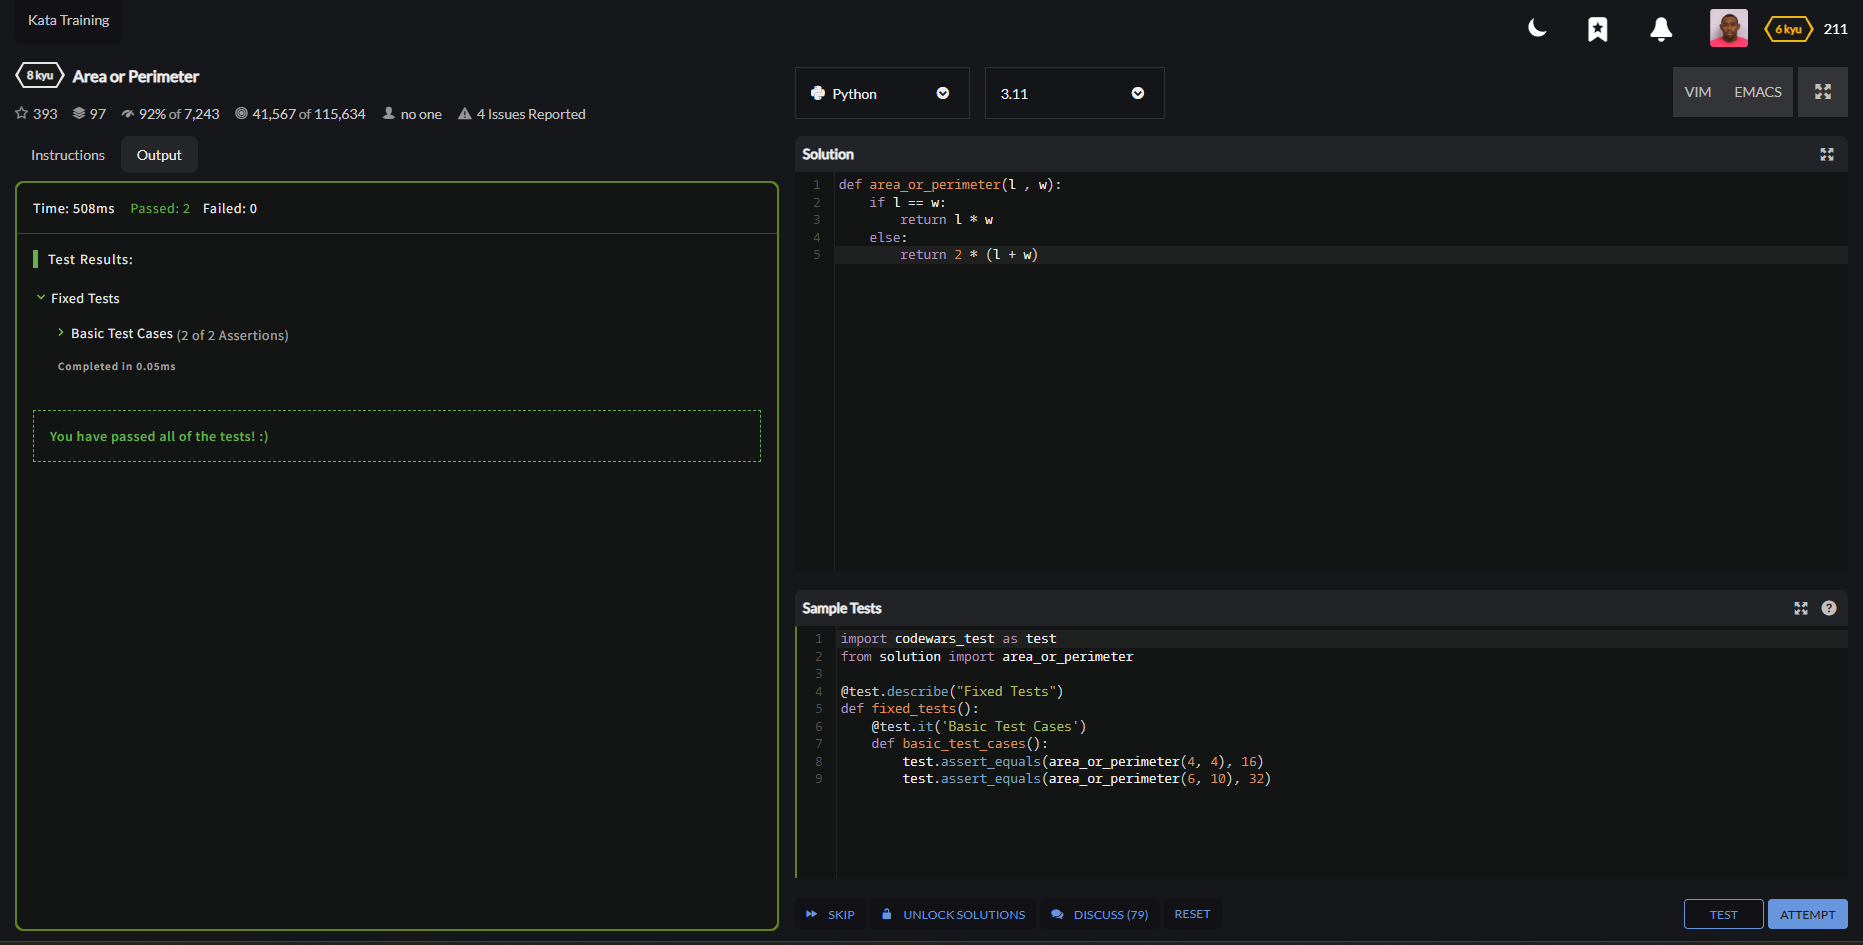 Kata Training
6 kyu 211
8 kyu Area or Perimeter
393 97 92% of 7,243 41,567 of 115,634 no one 4 Issues Reported
Instructions Output
Time: 508ms Passed: 2 Failed: 0
Test Results:
Fixed Tests
Basic Test Cases (2 of 2 Assertions)
Completed in 0.05ms
You have passed all of the tests! :)
Python 3.11 VIM EMACS
Solution
1 def area_or_perimeter(l , w):
2     if l == w:
3         return l * w
4     else:
5         return 2 * (l + w)
Sample Tests ?
1 import codewars_test as test
2 from solution import area_or_perimeter
3
4 @test.describe("Fixed Tests")
5 def fixed_tests():
6     @test.it('Basic Test Cases')
7     def basic_test_cases():
8         test.assert_equals(area_or_perimeter(4, 4), 16)
9         test.assert_equals(area_or_perimeter(6, 10), 32)
SKIP UNLOCK SOLUTIONS DISCUSS (79) RESET TEST ATTEMPT